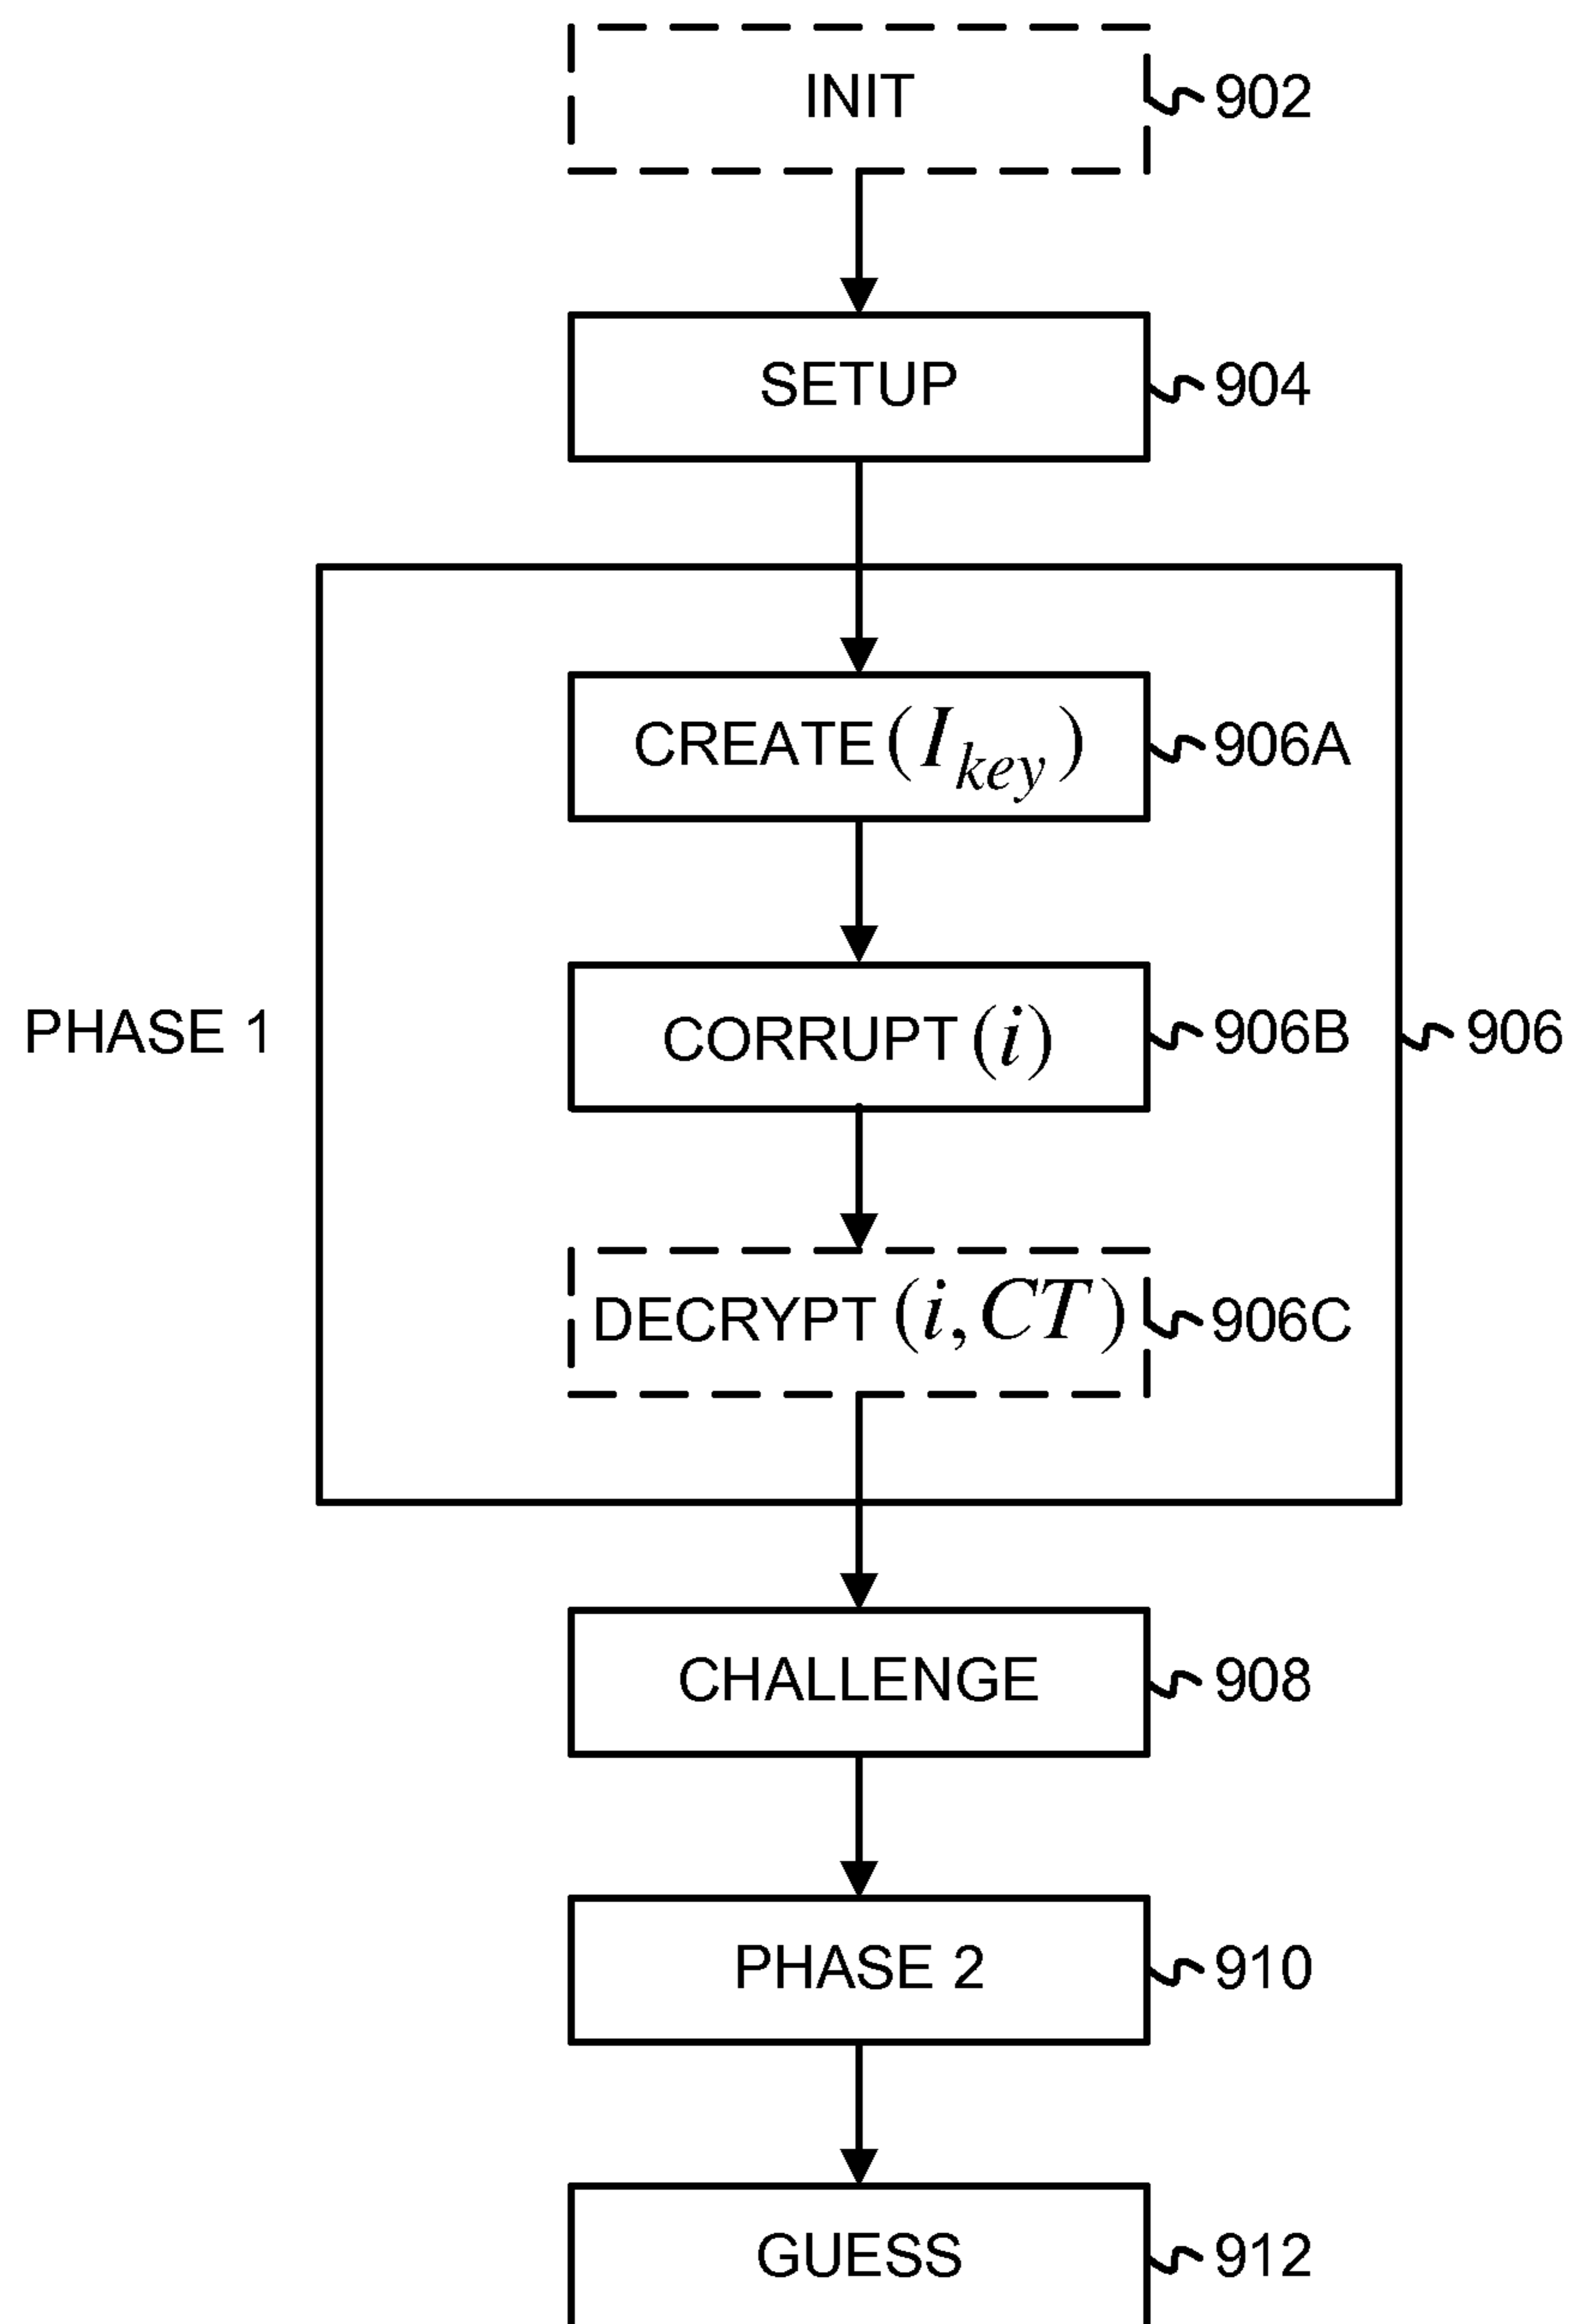 INIT 902
SETUP 904
CREATE (I_key) 906A
PHASE 1 CORRUPT (i) 906B 906
DECRYPT (i, CT) 906C
CHALLENGE 908
PHASE 2 910
GUESS 912